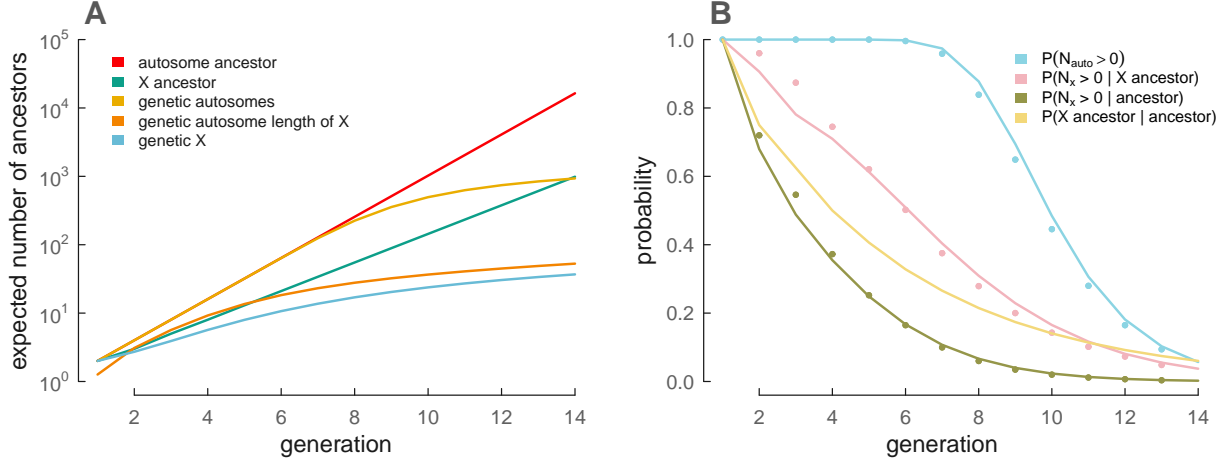 A
expected number of ancestors
10^5
10^4
10^3
10^2
10^1
10^0
autosome ancestor
X ancestor
genetic autosomes
genetic autosome length of X
genetic X
2 4 6 8 10 12 14
generation
B
probability
1.0
0.8
0.6
0.4
0.2
0.0
P(N_auto > 0)
P(N_x > 0 | X ancestor)
P(N_x > 0 | ancestor)
P(X ancestor | ancestor)
2 4 6 8 10 12 14
generation